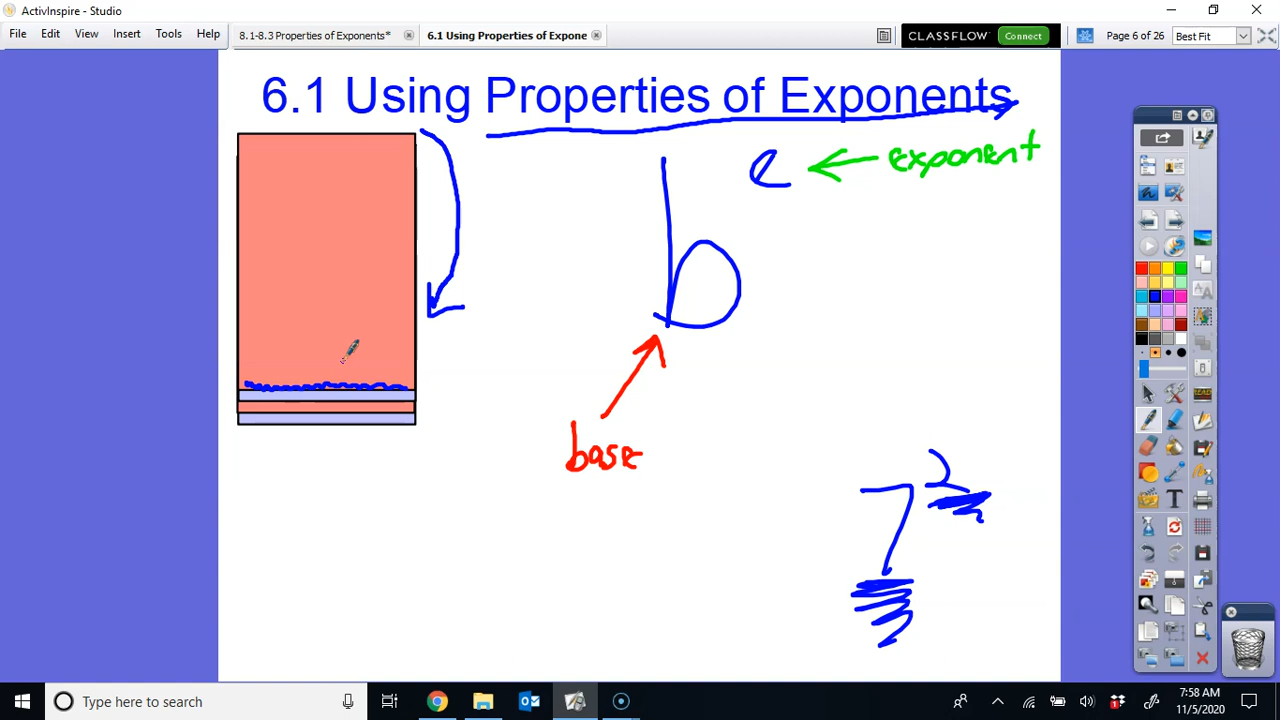 ActivInspire - Studio
File Edit View Insert Tools Help
8.1-8.3 Properties of Exponents*
6.1 Using Properties of Expone
CLASSFLOW Connect
Page 6 of 26
Best Fit
6.1 Using Properties of Exponents
e
exponent
b
base
7 2
Type here to search
7:58 AM
11/5/2020